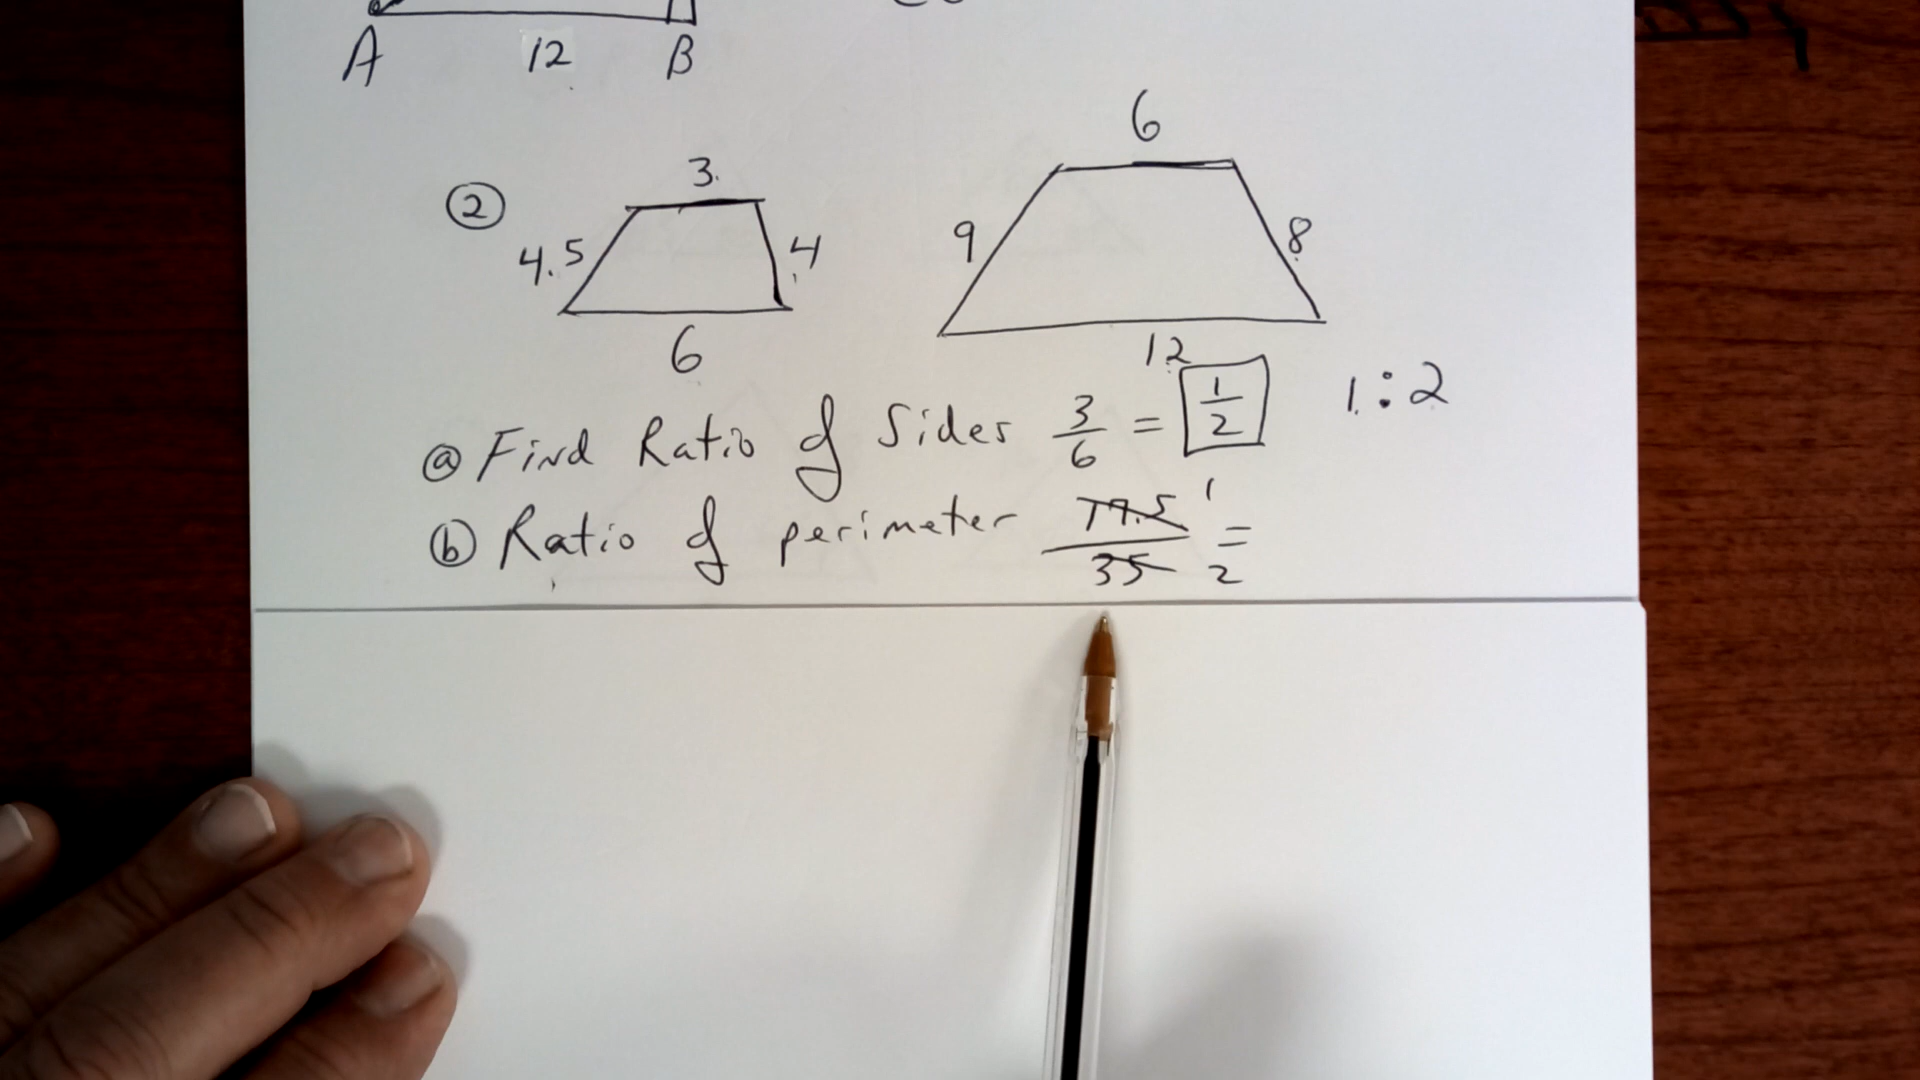 A 12 B
6
3.
② 4.5 4 9 8
6
12
ⓐ Find Ratio of Sides 3/6 = 1/2 1:2
ⓑ Ratio of perimeter 17.5/35 1/2 =